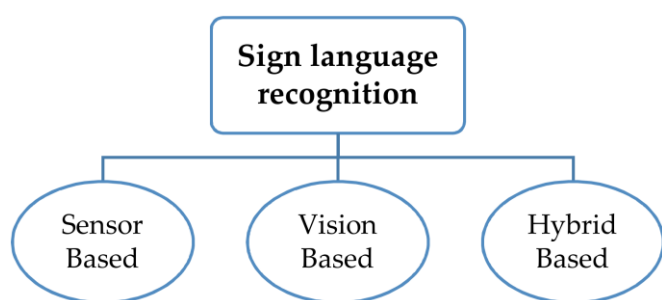 Sign language
recognition
Sensor
Based
Vision
Based
Hybrid
Based